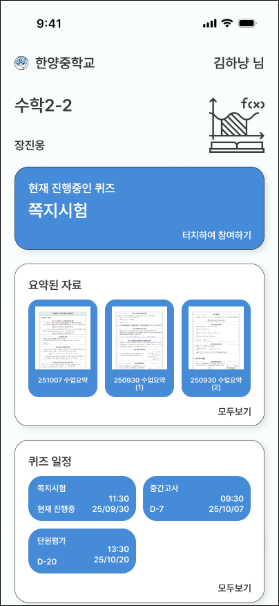 9:41
한양중학교
김하냥 님
수학2-2
f(x)
장진웅
현재 진행중인 퀴즈
쪽지시험
터치하여 참여하기
요약된 자료
251007 수업요약
250930 수업요약
(1)
250930 수업요약
(2)
모두보기
퀴즈 일정
쪽지시험
11:30
현재 진행중 25/09/30
중간고사
09:30
D-7 25/10/07
단원평가
13:30
D-20 25/10/20
모두보기